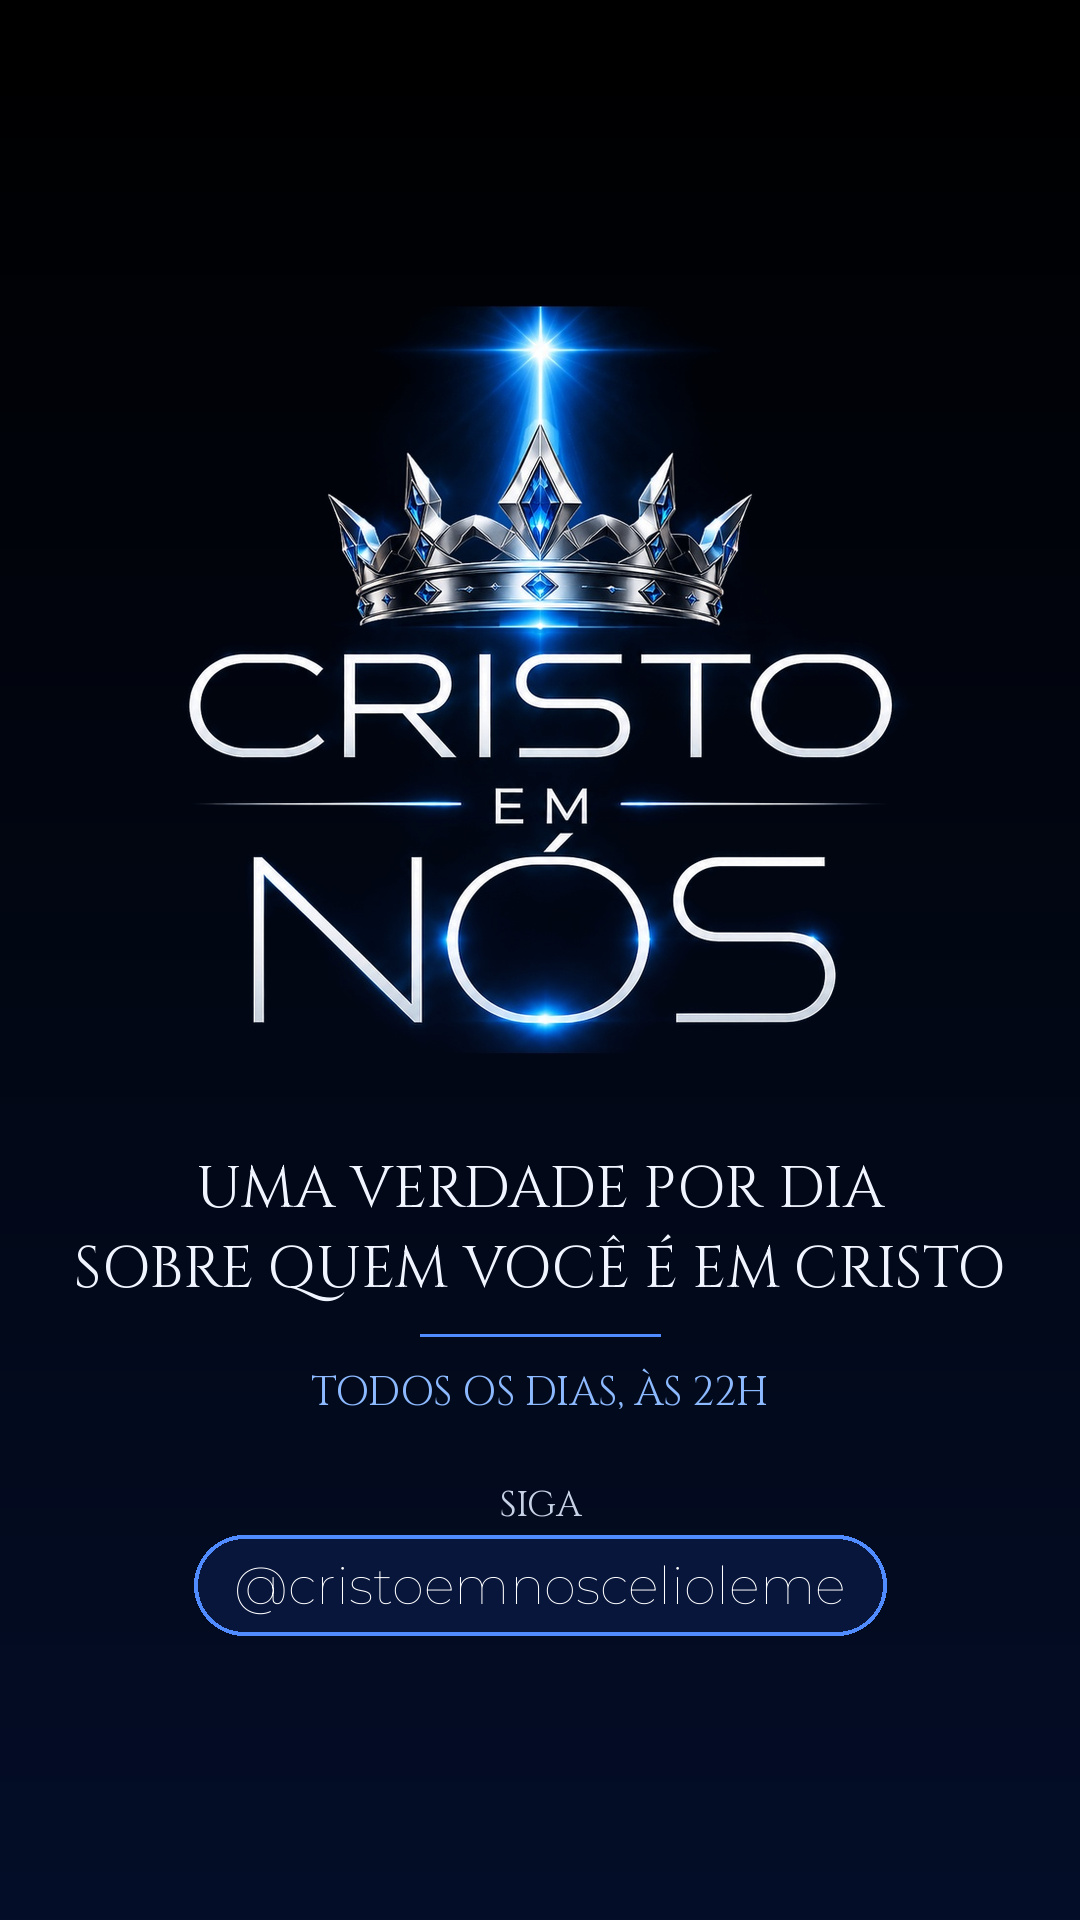 CRISTO
EM
NÓS
UMA VERDADE POR DIA
SOBRE QUEM VOCÊ É EM CRISTO
TODOS OS DIAS, ÀS 22H
SIGA
@cristoemnoscelioleme